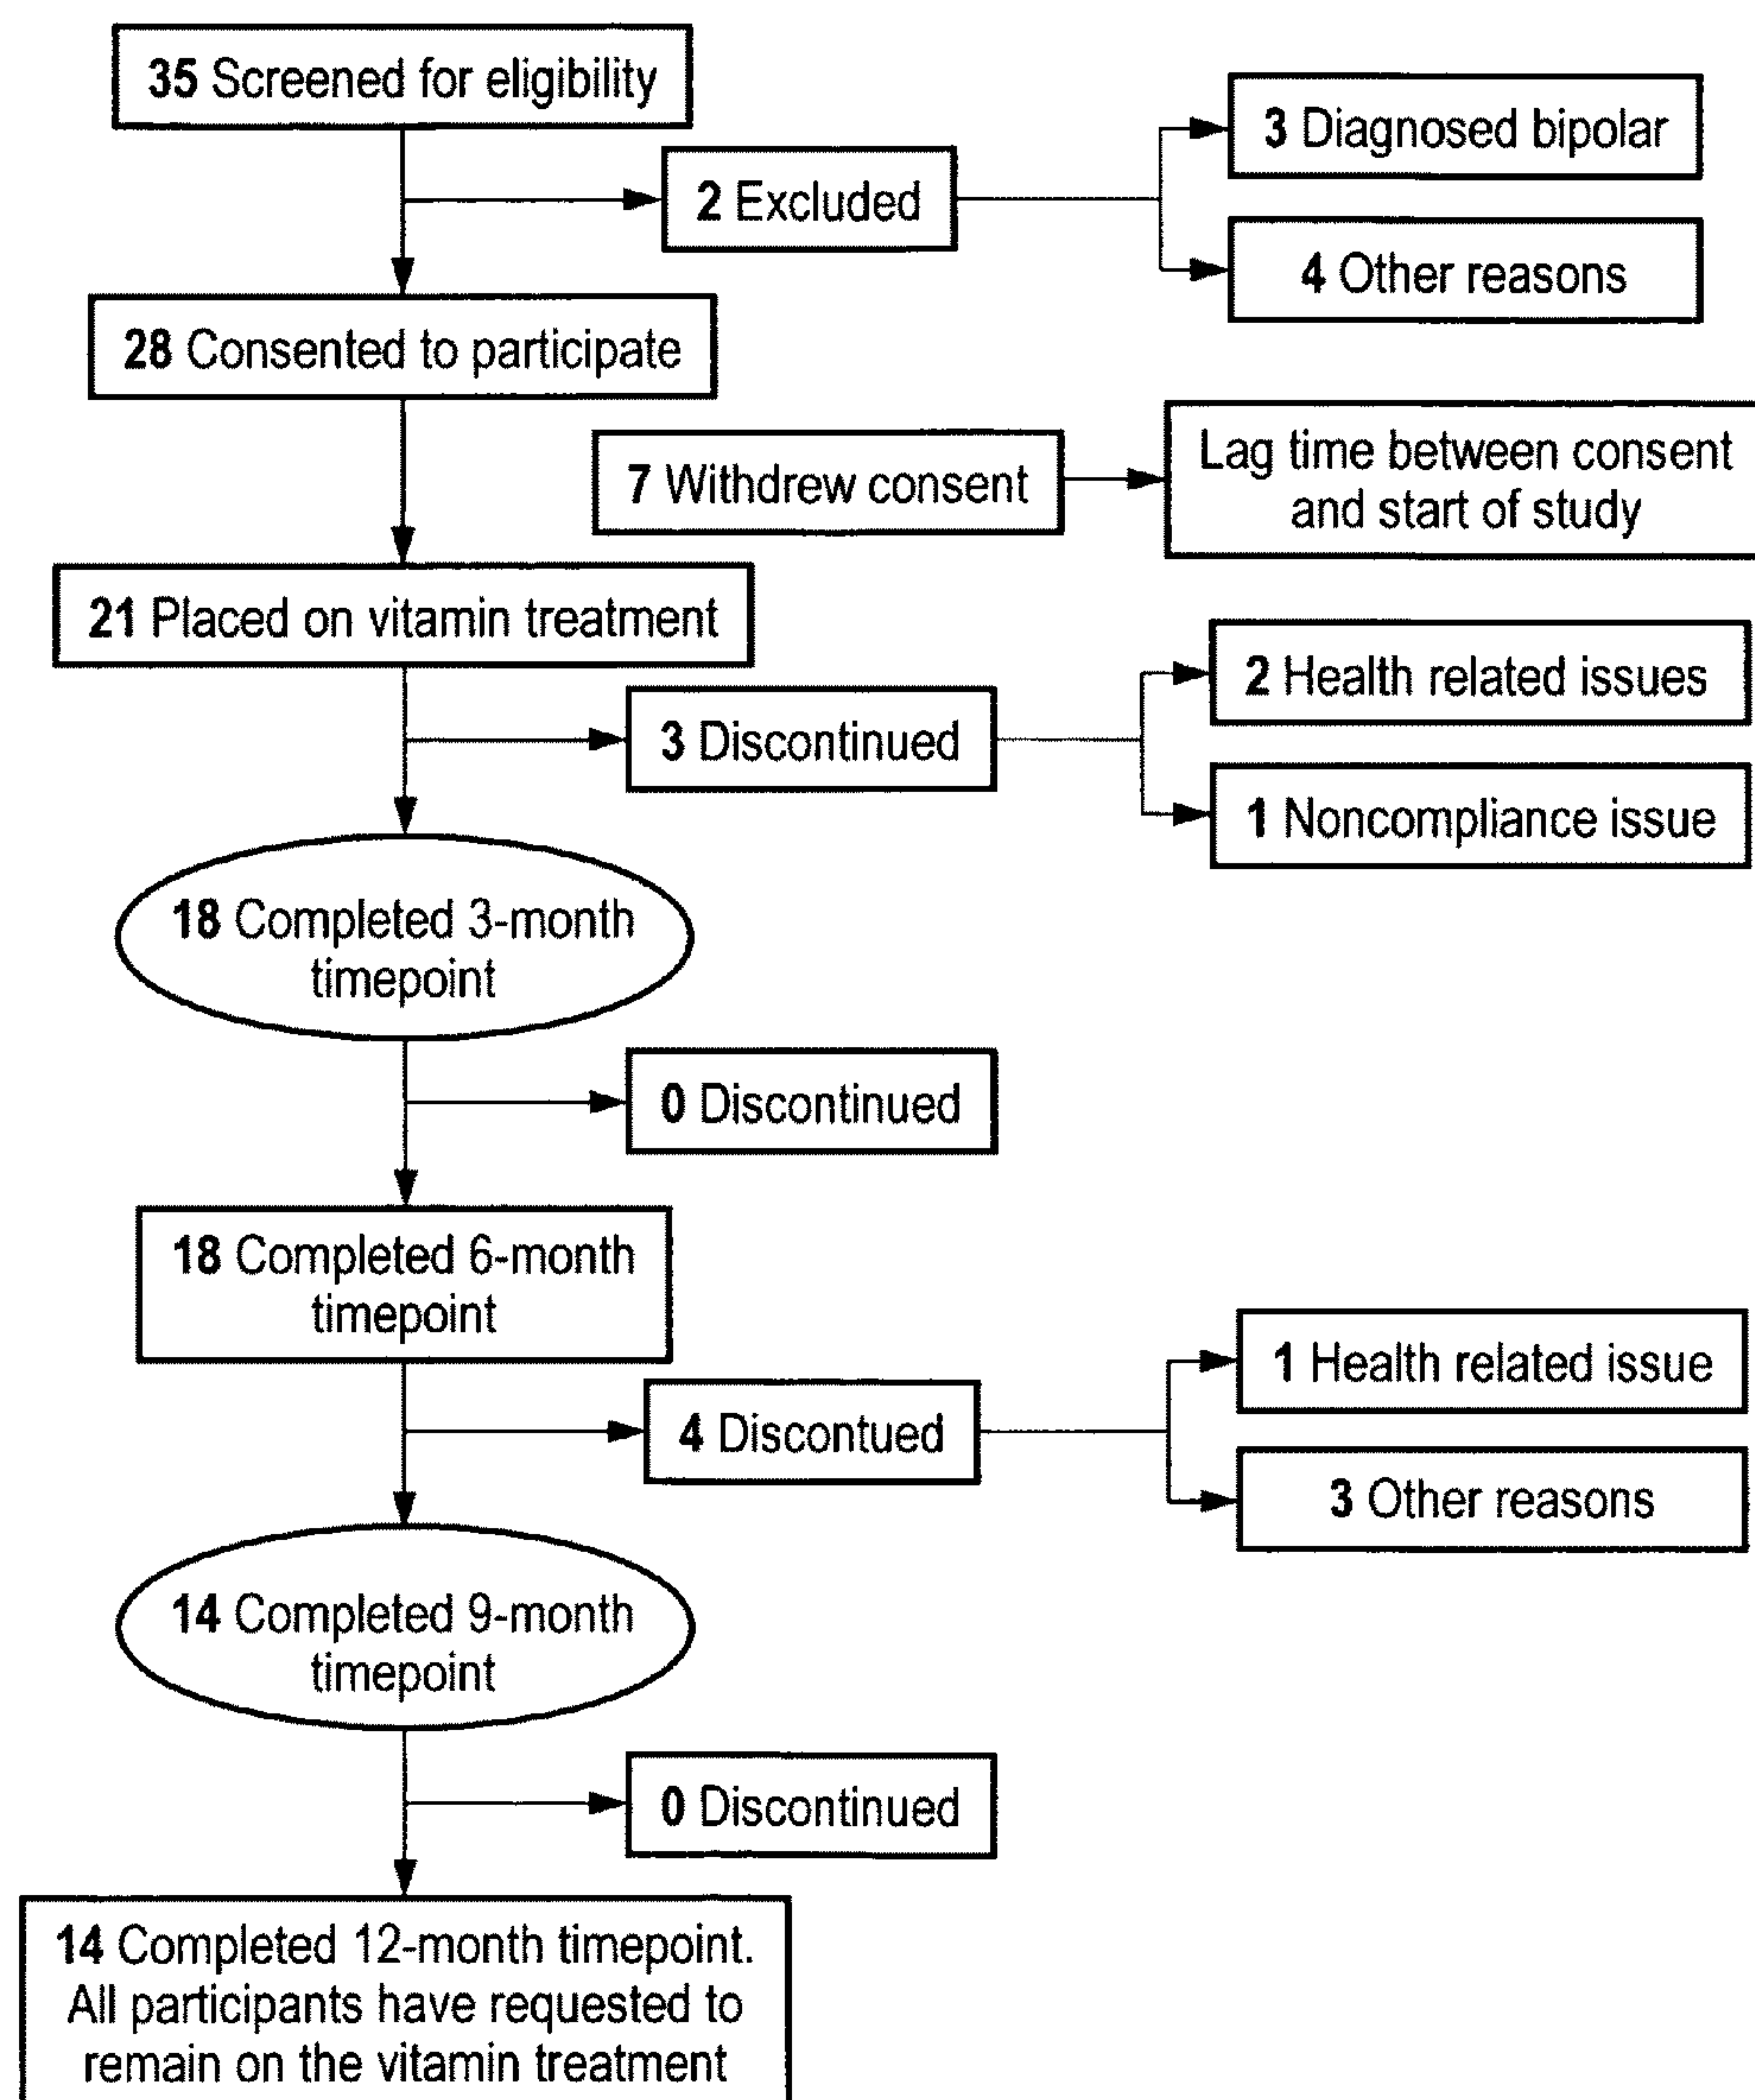 35 Screened for eligibility
2 Excluded
3 Diagnosed bipolar
4 Other reasons
28 Consented to participate
7 Withdrew consent
Lag time between consent
and start of study
21 Placed on vitamin treatment
3 Discontinued
2 Health related issues
1 Noncompliance issue
18 Completed 3-month
timepoint
0 Discontinued
18 Completed 6-month
timepoint
4 Discontued
1 Health related issue
3 Other reasons
14 Completed 9-month
timepoint
0 Discontinued
14 Completed 12-month timepoint.
All participants have requested to
remain on the vitamin treatment